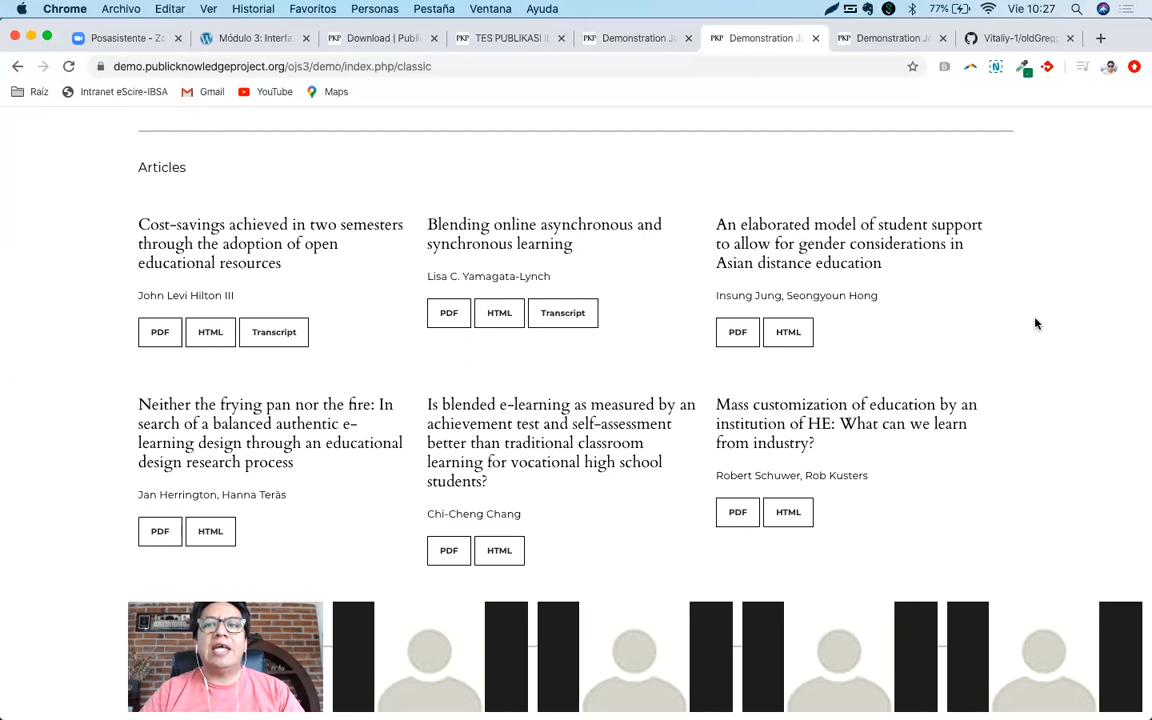 Chrome Archivo Editar Ver Historial Favoritos Personas Pestaña Ventana Ayuda 77% Vie 10:27
Posasistente - Zo Módulo 3: Interfa Download | Public PKP TES PUBLIKASI IL PKP Demonstration Jo PKP Demonstration Jo PKP Demonstration Jo PKP Vitaliy-1/oldGreg
demo.publicknowledgeproject.org/ojs3/demo/index.php/classic
Raíz Intranet eScire-IBSA Gmail YouTube Maps
Articles
Cost-savings achieved in two semesters
through the adoption of open
educational resources
John Levi Hilton III
PDF HTML Transcript
Blending online asynchronous and
synchronous learning
Lisa C. Yamagata-Lynch
PDF HTML Transcript
An elaborated model of student support
to allow for gender considerations in
Asian distance education
Insung Jung, Seongyoun Hong
PDF HTML
Neither the frying pan nor the fire: In
search of a balanced authentic e-
learning design through an educational
design research process
Jan Herrington, Hanna Teräs
PDF HTML
Is blended e-learning as measured by an
achievement test and self-assessment
better than traditional classroom
learning for vocational high school
students?
Chi-Cheng Chang
PDF HTML
Mass customization of education by an
institution of HE: What can we learn
from industry?
Robert Schuwer, Rob Kusters
PDF HTML